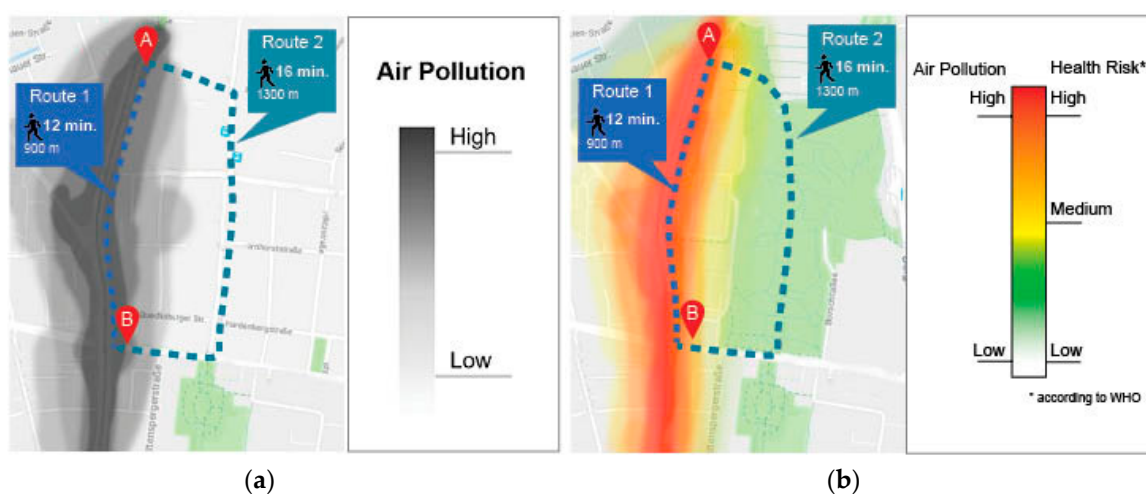 A
Route 2
16 min.
1300 m
Route 1
12 min.
900 m
B
Air Pollution
High
Low
A
Route 2
16 min.
1300 m
Route 1
12 min.
900 m
B
Air Pollution
Health Risk*
High
High
Medium
Low
Low
* according to WHO
(a)
(b)